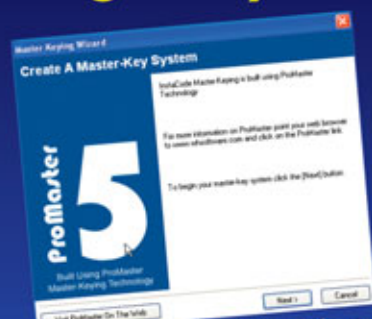 Master Keying Wizard
Create A Master-Key System
InstaCode Master-Keying is built using ProMaster
Technology
For more information on ProMaster point your web browser
to www.whsoftware.com and click on the ProMaster link.
To begin your master-key system click the [Next] button.
ProMaster
5
Built Using ProMaster
Master-Keying Technology
Visit ProMaster On The Web
Next >
Cancel